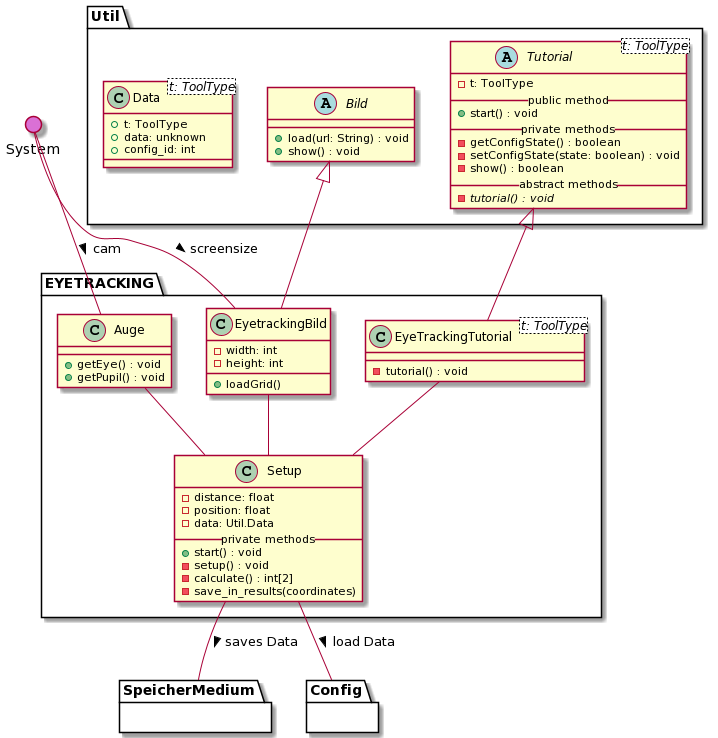 Util
t: ToolType
C Data
t: ToolType
data: unknown
config_id: int
A Bild
load(url: String) : void
show() : void
t: ToolType
A Tutorial
t: ToolType
public method
start() : void
private methods
getConfigState() : boolean
setConfigState(state: boolean) : void
show() : boolean
abstract methods
tutorial() : void
System
cam
screensize
EYETRACKING
C Auge
getEye() : void
getPupil() : void
C EyetrackingBild
width: int
height: int
loadGrid()
t: ToolType
C EyeTrackingTutorial
tutorial() : void
C Setup
distance: float
position: float
data: Util.Data
private methods
start() : void
setup() : void
calculate() : int[2]
save_in_results(coordinates)
saves Data
load Data
SpeicherMedium
Config